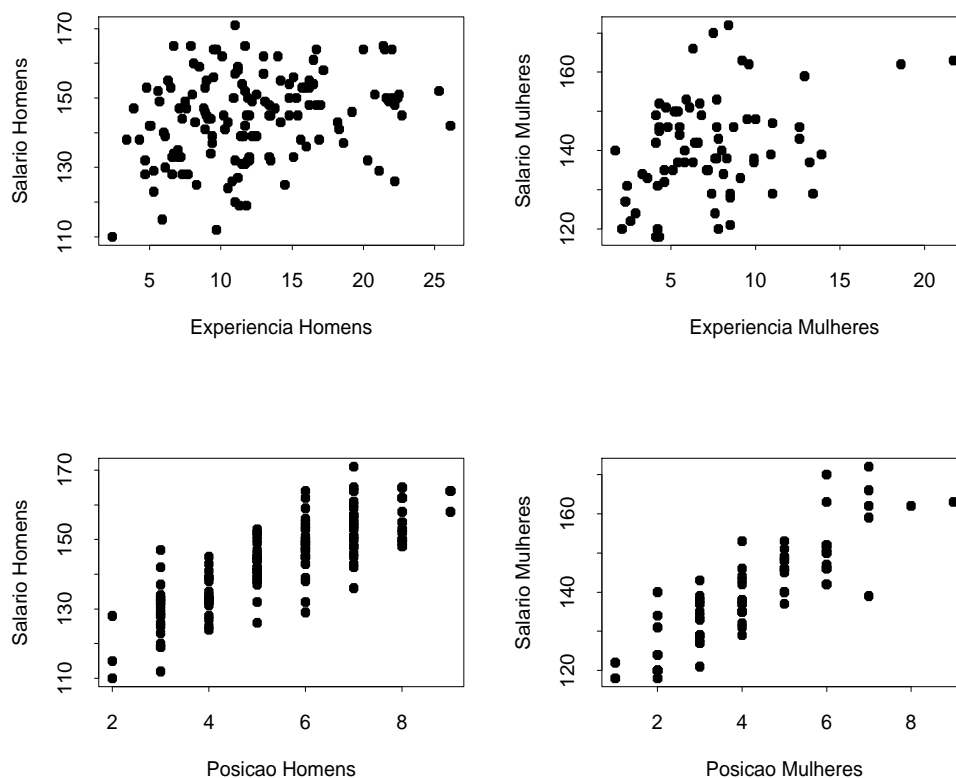 Salario Homens
110 130 150 170
5 10 15 20 25
Experiencia Homens
Salario Mulheres
120 140 160
5 10 15 20
Experiencia Mulheres
Salario Homens
110 130 150 170
2 4 6 8
Posicao Homens
Salario Mulheres
120 140 160
2 4 6 8
Posicao Mulheres